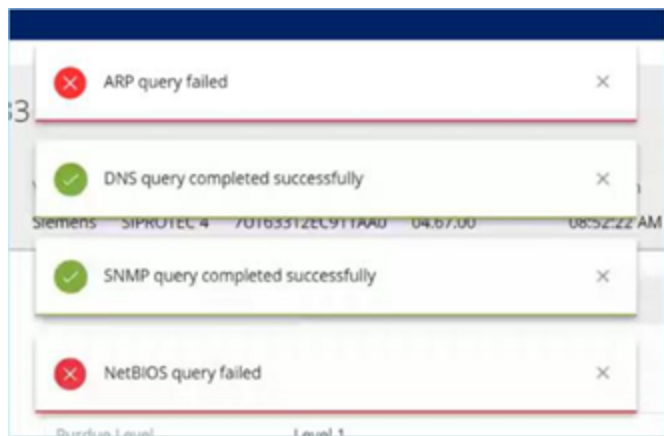 ARP query failed
33
DNS query completed successfully
Siemens SIPROTEC 4 04.67.00 08:52:22 AM
SNMP query completed successfully
NetBIOS query failed
Purdue Level Level 1